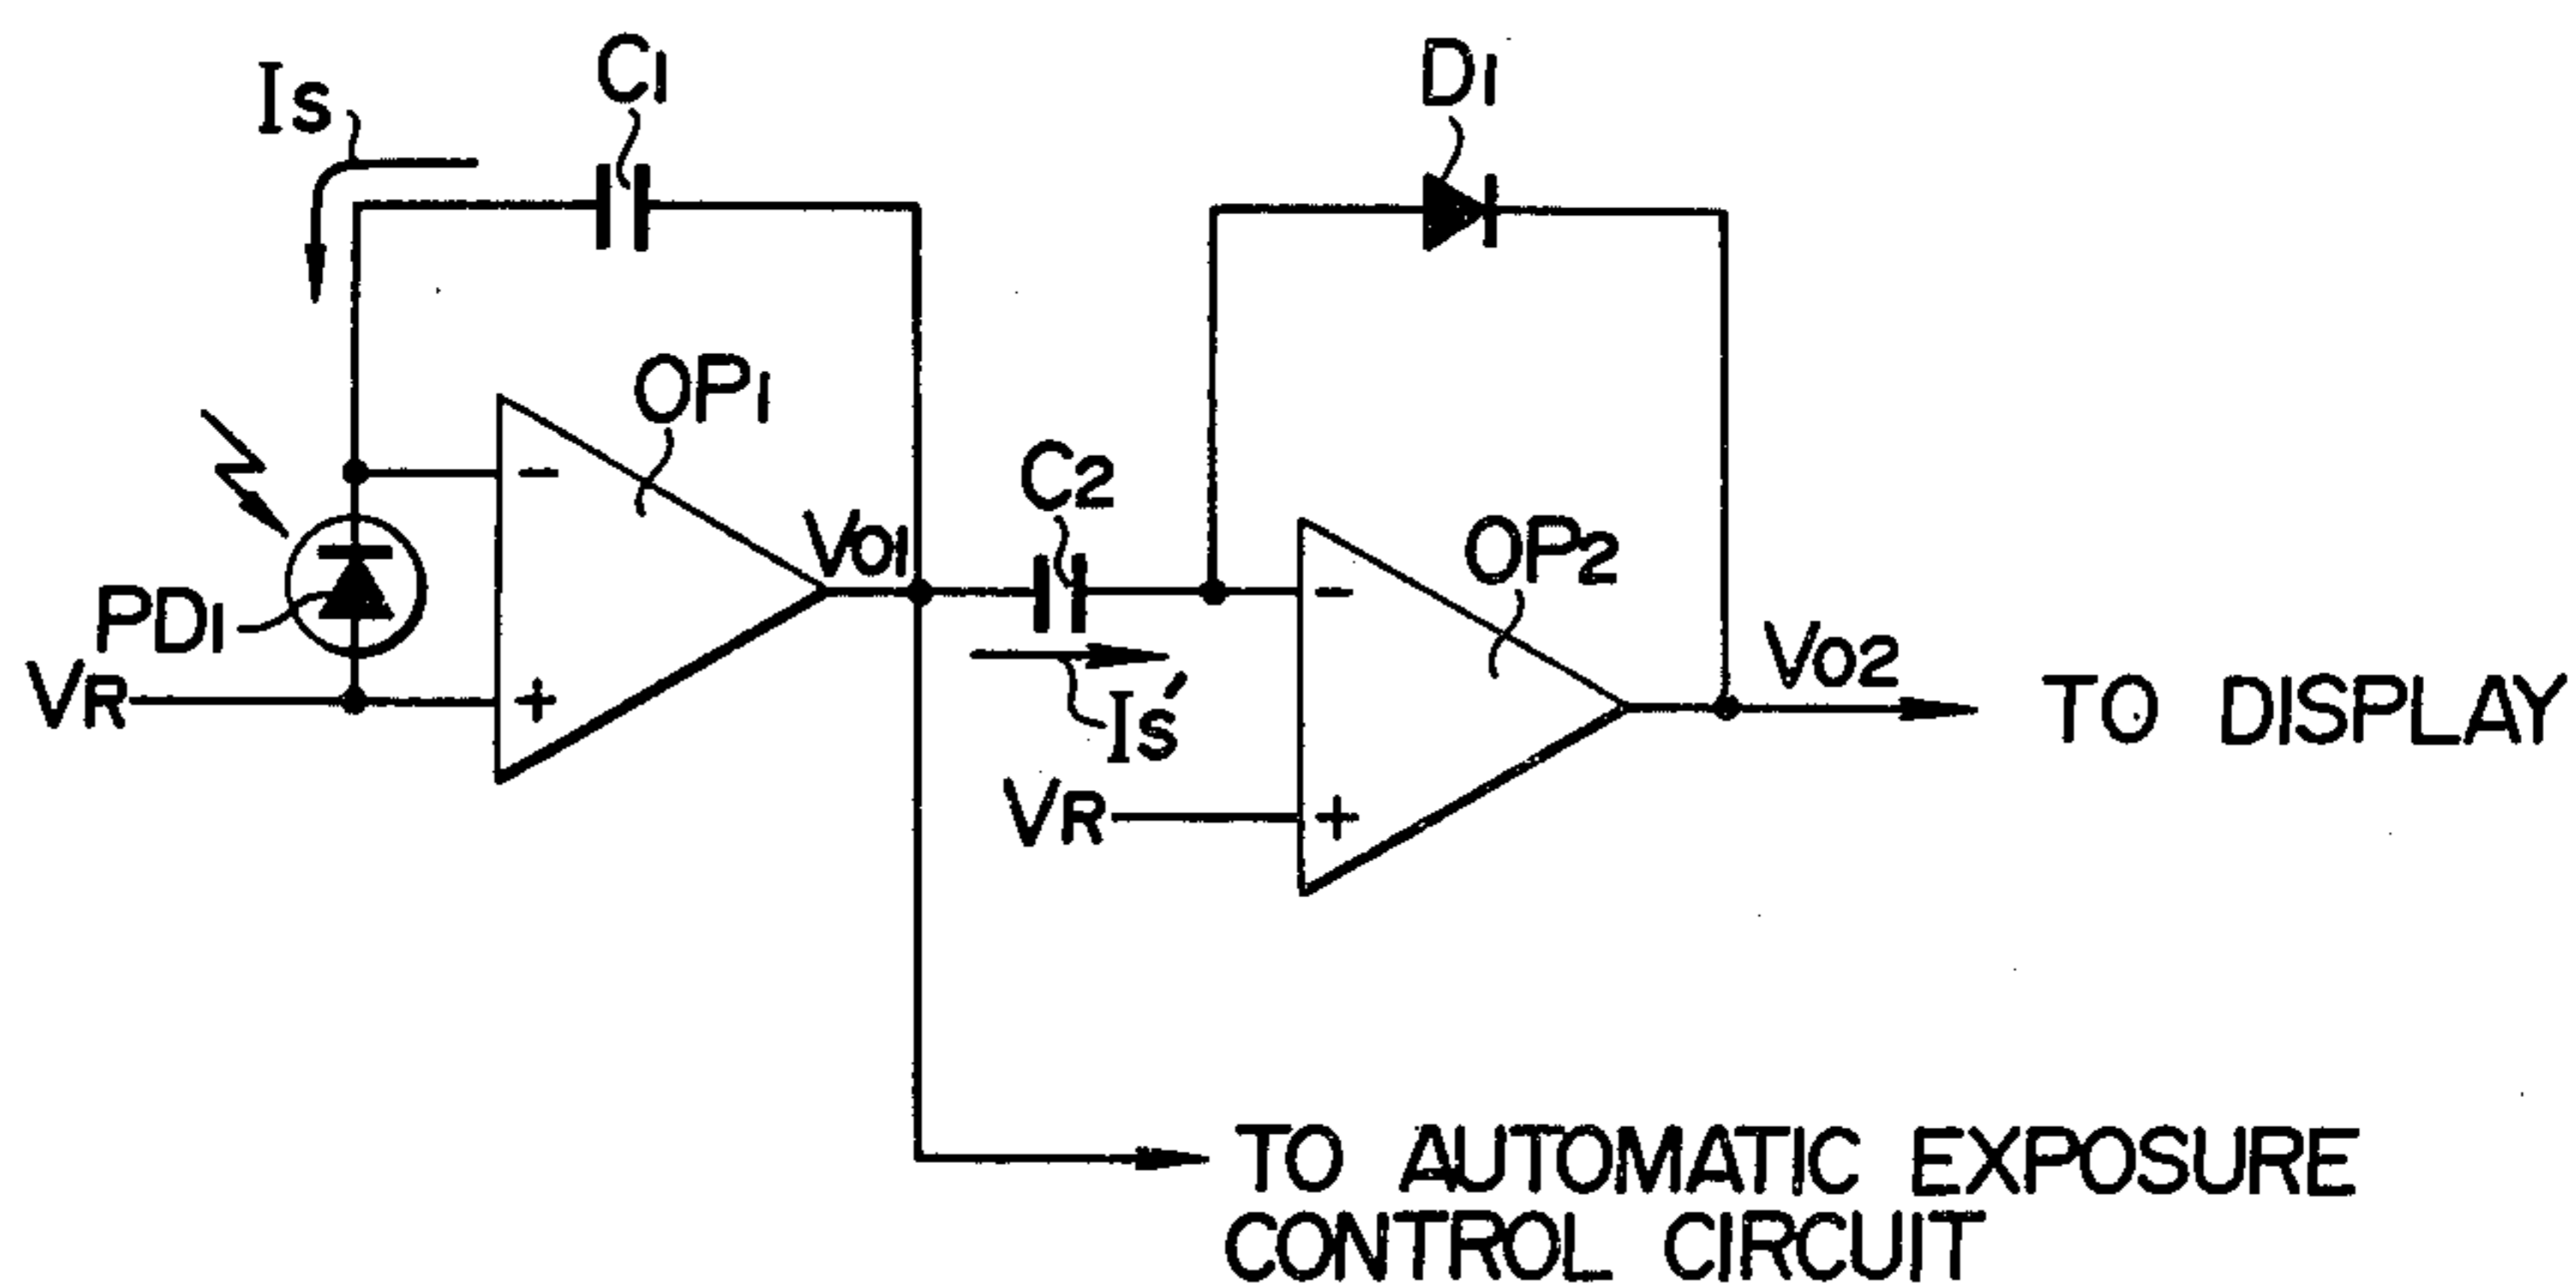 Is
C1
D1
OP1
C2
VO1
OP2
PD1
VR
VO2
TO DISPLAY
Is'
VR
TO AUTOMATIC EXPOSURE
CONTROL CIRCUIT